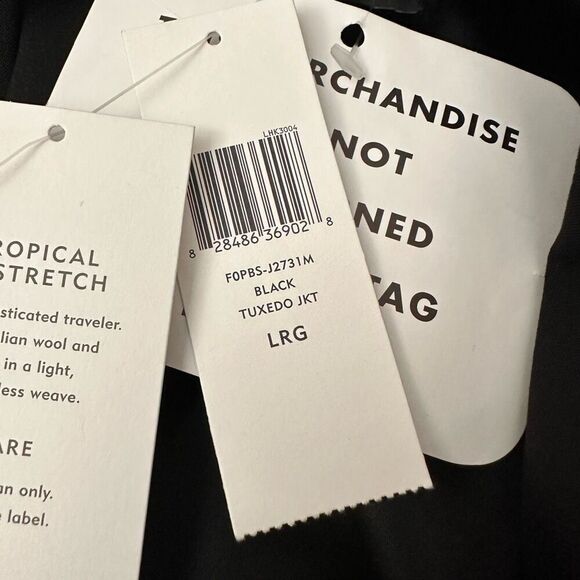 ROPICAL
STRETCH
sticated traveler.
lian wool and
in a light,
less weave.
ARE
an only.
e label.
LHK3004
8 28486 36902 8
F0PBS-J2731M
BLACK
TUXEDO JKT
LRG
RCHANDISE
NOT
NED
TAG